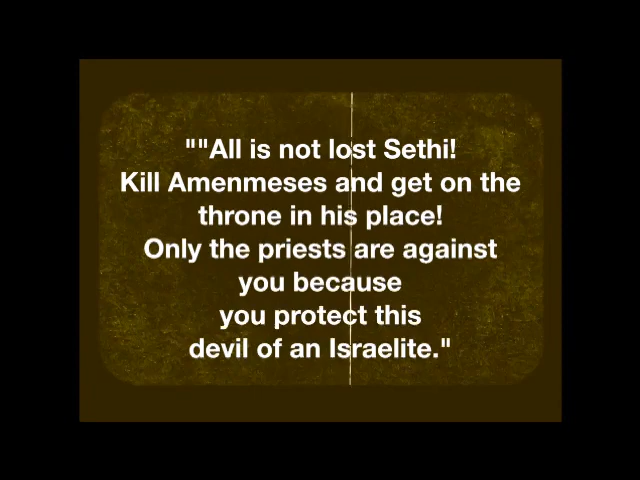 ""All is not lost Sethi!
Kill Amenmeses and get on the
throne in his place!
Only the priests are against
you because
you protect this
devil of an Israelite."